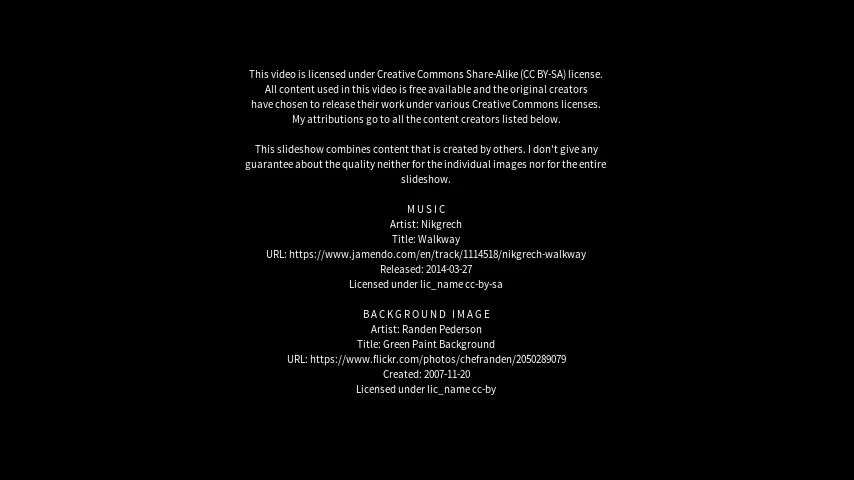 This video is licensed under Creative Commons Share-Alike (CC BY-SA) license.
All content used in this video is free available and the original creators
have chosen to release their work under various Creative Commons licenses.
My attributions go to all the content creators listed below.
This slideshow combines content that is created by others. I don't give any
guarantee about the quality neither for the individual images nor for the entire
slideshow.
MUSIC
Artist: Nikgrech
Title: Walkway
URL: https://www.jamendo.com/en/track/1114518/nikgrech-walkway
Released: 2014-03-27
Licensed under lic_name cc-by-sa
BACKGROUND IMAGE
Artist: Randen Pederson
Title: Green Paint Background
URL: https://www.flickr.com/photos/chefranden/2050289079
Created: 2007-11-20
Licensed under lic_name cc-by